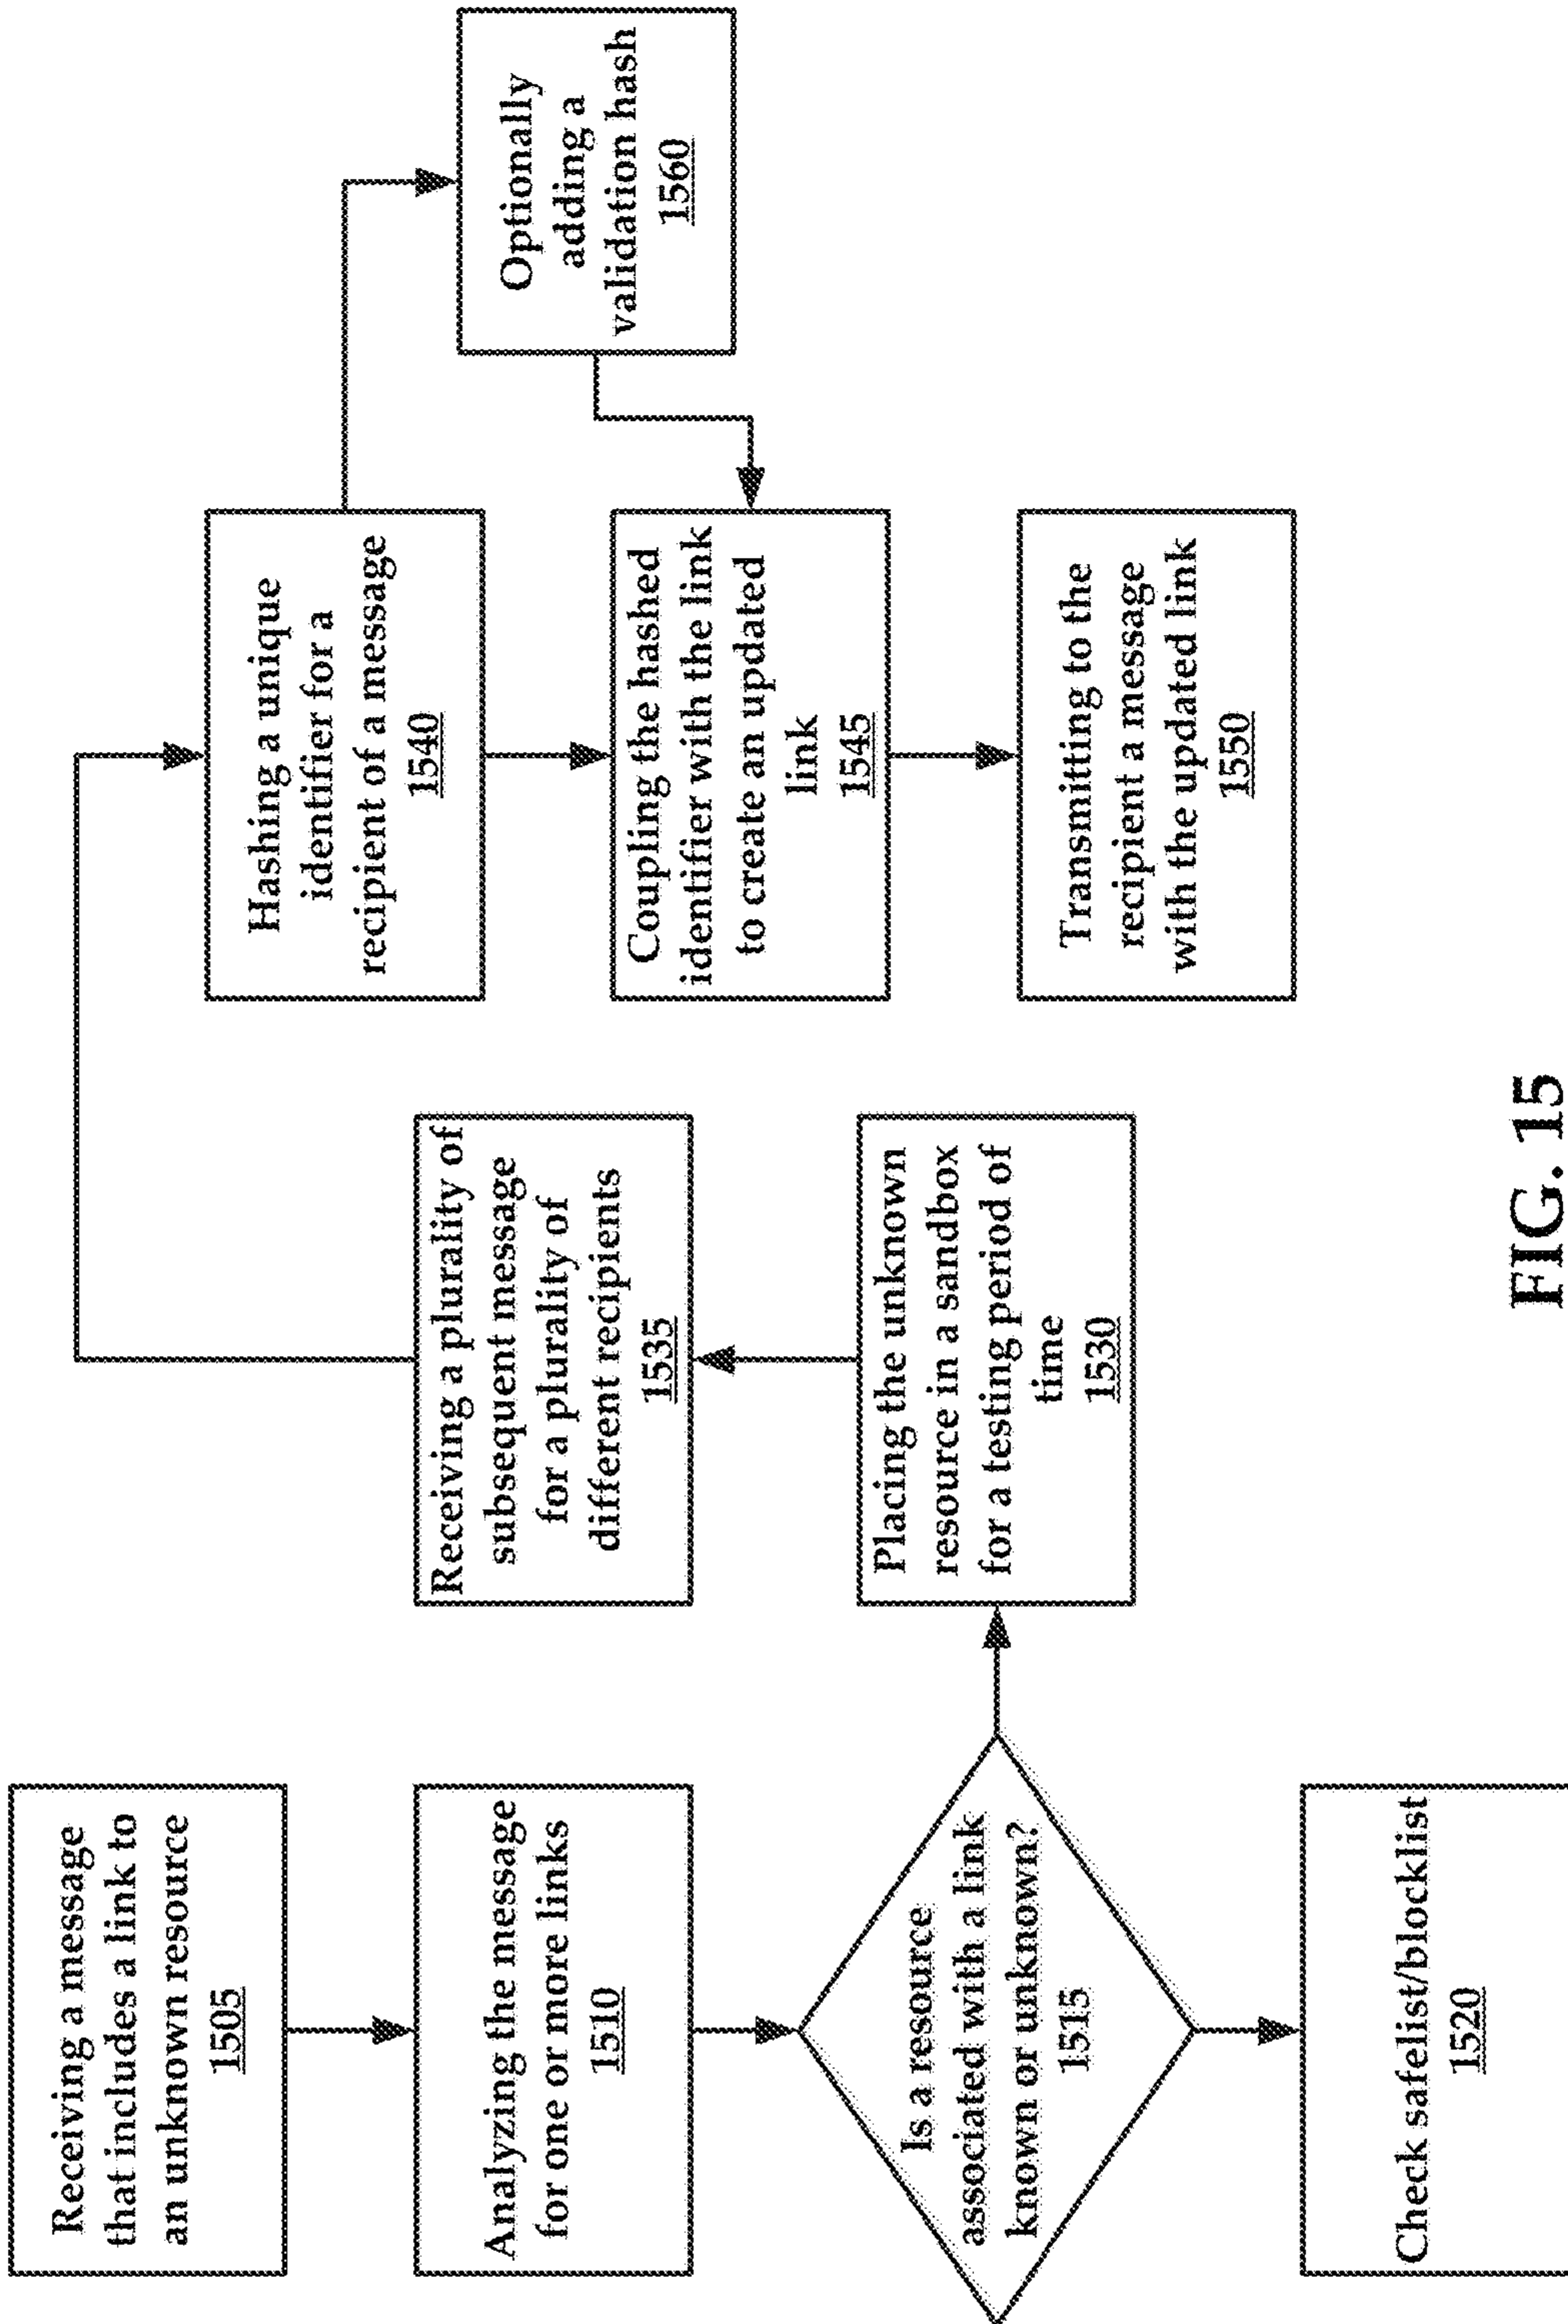 Receiving a message
that includes a link to
an unknown resource
1505
Analyzing the message
for one or more links
1510
Is a resource
associated with a link
known or unknown?
1515
Check safelist/blocklist
1520
Placing the unknown
resource in a sandbox
for a testing period of
time
1530
Receiving a plurality of
subsequent message
for a plurality of
different recipients
1535
Hashing a unique
identifier for a
recipient of a message
1540
Optionally
adding a
validation hash
1560
Coupling the hashed
identifier with the link
to create an updated
link
1545
Transmitting to the
recipient a message
with the updated link
1550
FIG. 15